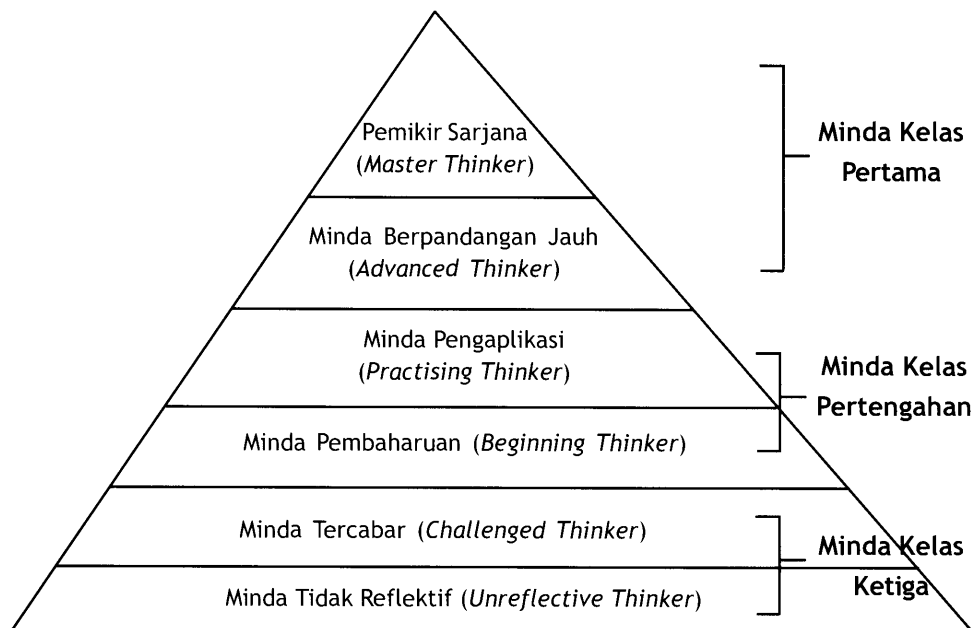 Pemikir Sarjana
(Master Thinker)
Minda Kelas
Pertama
Minda Berpandangan Jauh
(Advanced Thinker)
Minda Pengaplikasi
(Practising Thinker)
Minda Kelas
Pertengahan
Minda Pembaharuan (Beginning Thinker)
Minda Tercabar (Challenged Thinker)
Minda Kelas
Ketiga
Minda Tidak Reflektif (Unreflective Thinker)